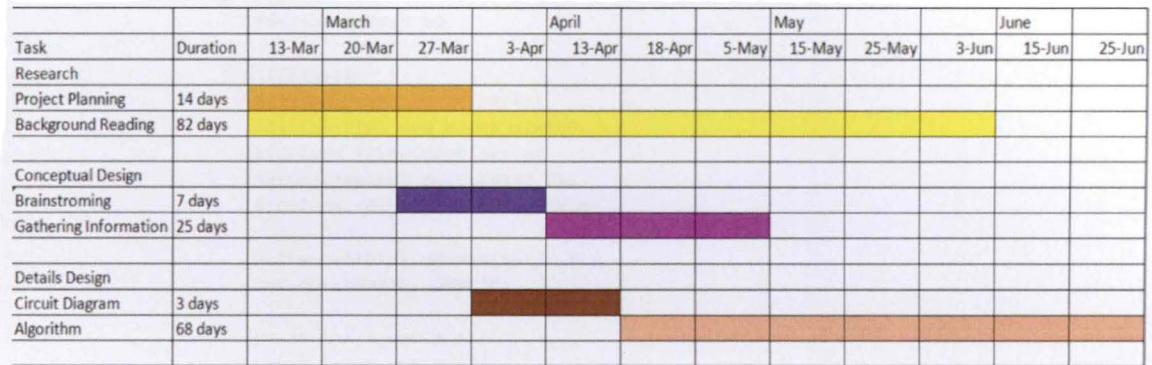 March April May June
Task Duration 13-Mar 20-Mar 27-Mar 3-Apr 13-Apr 18-Apr 5-May 15-May 25-May 3-Jun 15-Jun 25-Jun
Research
Project Planning 14 days
Background Reading 82 days
Conceptual Design
Brainstroming 7 days
Gathering Information 25 days
Details Design
Circuit Diagram 3 days
Algorithm 68 days